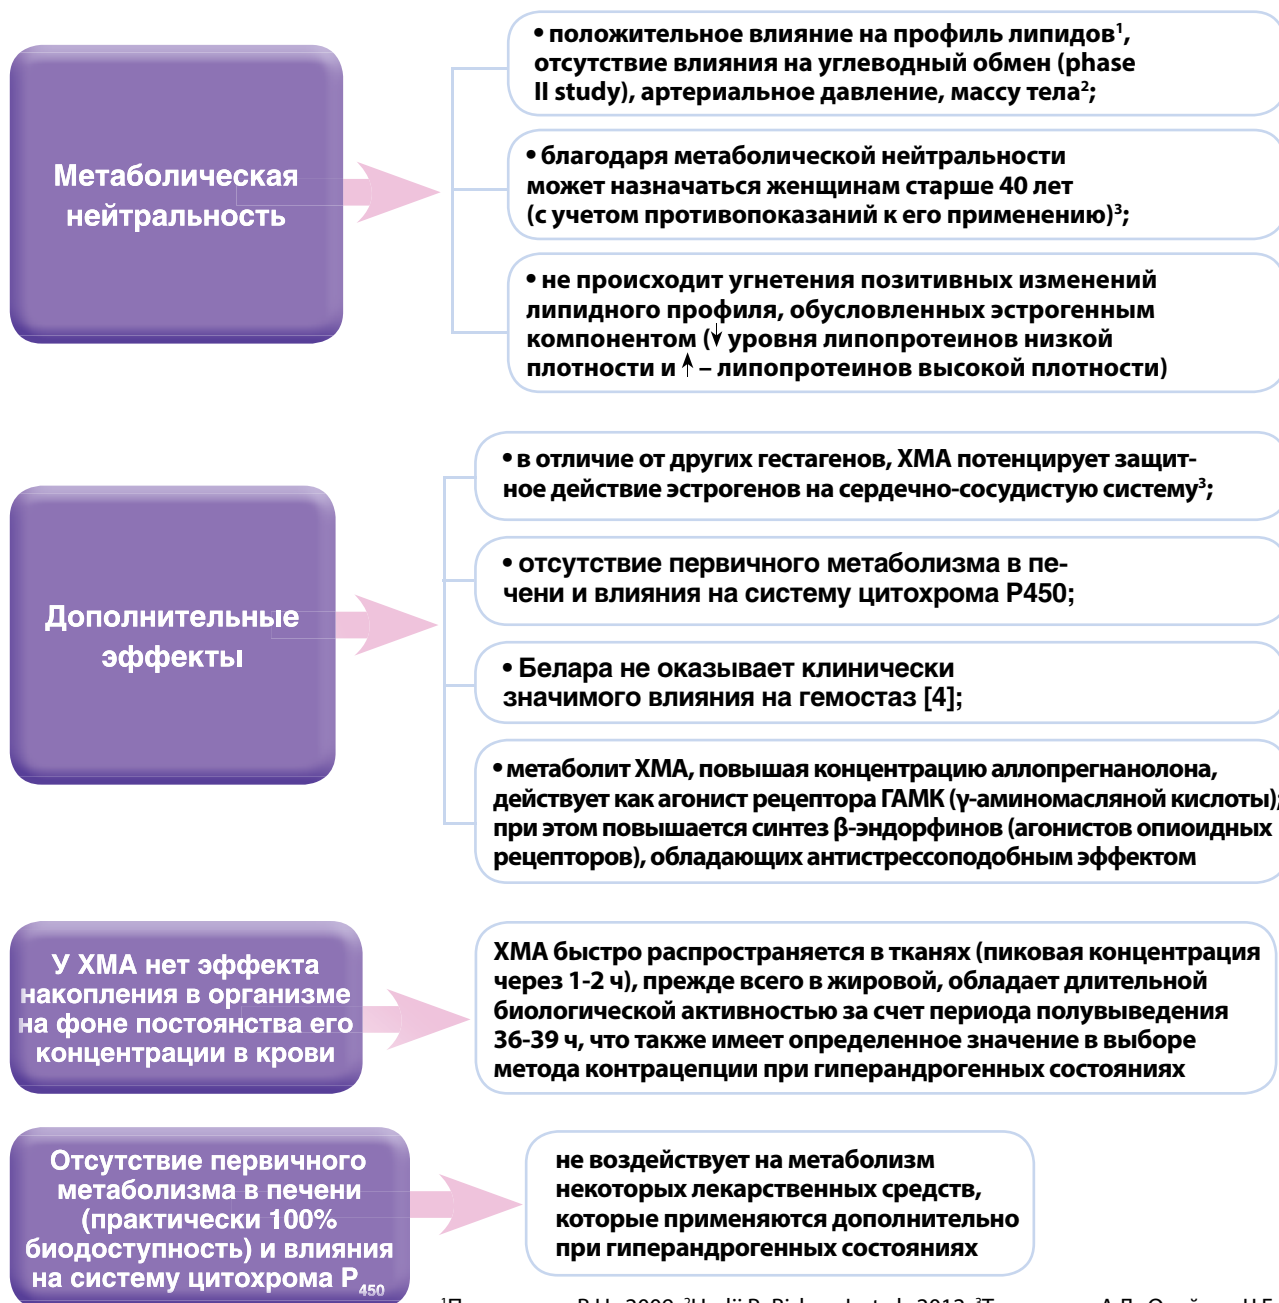 Метаболическая
нейтральность
• положительное влияние на профиль липидов¹,
отсутствие влияния на углеводный обмен (phase
II study), артериальное давление, массу тела²;
• благодаря метаболической нейтральности
может назначаться женщинам старше 40 лет
(с учетом противопоказаний к его применению)³;
• не происходит угнетения позитивных изменений
липидного профиля, обусловленных эстрогенным
компонентом (↓ уровня липопротеинов низкой
плотности и ↑ – липопротеинов высокой плотности)
Дополнительные
эффекты
• в отличие от других гестагенов, ХМА потенцирует защит-
ное действие эстрогенов на сердечно-сосудистую систему³;
• отсутствие первичного метаболизма в пе-
чени и влияния на систему цитохрома Р450;
• Белара не оказывает клинически
значимого влияния на гемостаз [4];
• метаболит ХМА, повышая концентрацию аллопрегнанолона,
действует как агонист рецептора ГАМК (γ-аминомасляной кислоты);
при этом повышается синтез β-эндорфинов (агонистов опиоидных
рецепторов), обладающих антистрессоподобным эффектом
У ХМА нет эффекта
накопления в организме
на фоне постоянства его
концентрации в крови
ХМА быстро распространяется в тканях (пиковая концентрация
через 1-2 ч), прежде всего в жировой, обладает длительной
биологической активностью за счет периода полувыведения
36-39 ч, что также имеет определенное значение в выборе
метода контрацепции при гиперандрогенных состояниях
Отсутствие первичного
метаболизма в печени
(практически 100%
биодоступность) и влияния
на систему цитохрома Р₄₅₀
не воздействует на метаболизм
некоторых лекарственных средств,
которые применяются дополнительно
при гиперандрогенных состояниях